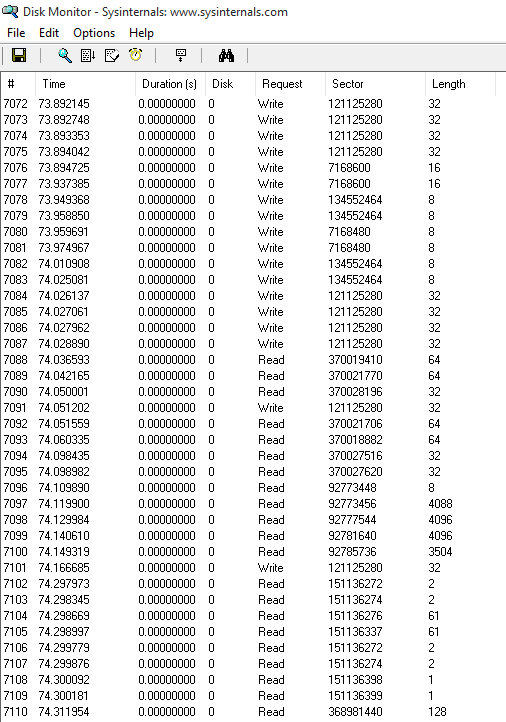 Disk Monitor - Sysinternals: www.sysinternals.com
File Edit Options Help
# Time Duration (s) Disk Request Sector Length
7072 73.892145 0.00000000 0 Write 121125280 32
7073 73.892748 0.00000000 0 Write 121125280 32
7074 73.893353 0.00000000 0 Write 121125280 32
7075 73.894042 0.00000000 0 Write 121125280 32
7076 73.894725 0.00000000 0 Write 7168600 16
7077 73.937385 0.00000000 0 Write 7168600 16
7078 73.949368 0.00000000 0 Write 134552464 8
7079 73.958850 0.00000000 0 Write 134552464 8
7080 73.959691 0.00000000 0 Write 7168480 8
7081 73.974967 0.00000000 0 Write 7168480 8
7082 74.010908 0.00000000 0 Write 134552464 8
7083 74.025081 0.00000000 0 Write 134552464 8
7084 74.026137 0.00000000 0 Write 121125280 32
7085 74.027061 0.00000000 0 Write 121125280 32
7086 74.027962 0.00000000 0 Write 121125280 32
7087 74.028890 0.00000000 0 Write 121125280 32
7088 74.036593 0.00000000 0 Read 370019410 64
7089 74.042165 0.00000000 0 Read 370021770 64
7090 74.050001 0.00000000 0 Read 370028196 32
7091 74.051202 0.00000000 0 Write 121125280 32
7092 74.051559 0.00000000 0 Read 370021706 64
7093 74.060335 0.00000000 0 Read 370018882 64
7094 74.098435 0.00000000 0 Read 370027516 32
7095 74.098982 0.00000000 0 Read 370027620 32
7096 74.109890 0.00000000 0 Read 92773448 8
7097 74.119900 0.00000000 0 Read 92773456 4088
7098 74.129984 0.00000000 0 Read 92777544 4096
7099 74.140610 0.00000000 0 Read 92781640 4096
7100 74.149319 0.00000000 0 Read 92785736 3504
7101 74.166685 0.00000000 0 Write 121125280 32
7102 74.297973 0.00000000 0 Read 151136272 2
7103 74.298345 0.00000000 0 Read 151136274 2
7104 74.298669 0.00000000 0 Read 151136276 61
7105 74.298997 0.00000000 0 Read 151136337 61
7106 74.299779 0.00000000 0 Read 151136272 2
7107 74.299876 0.00000000 0 Read 151136274 2
7108 74.300092 0.00000000 0 Read 151136398 1
7109 74.300181 0.00000000 0 Read 151136399 1
7110 74.311954 0.00000000 0 Read 368981440 128